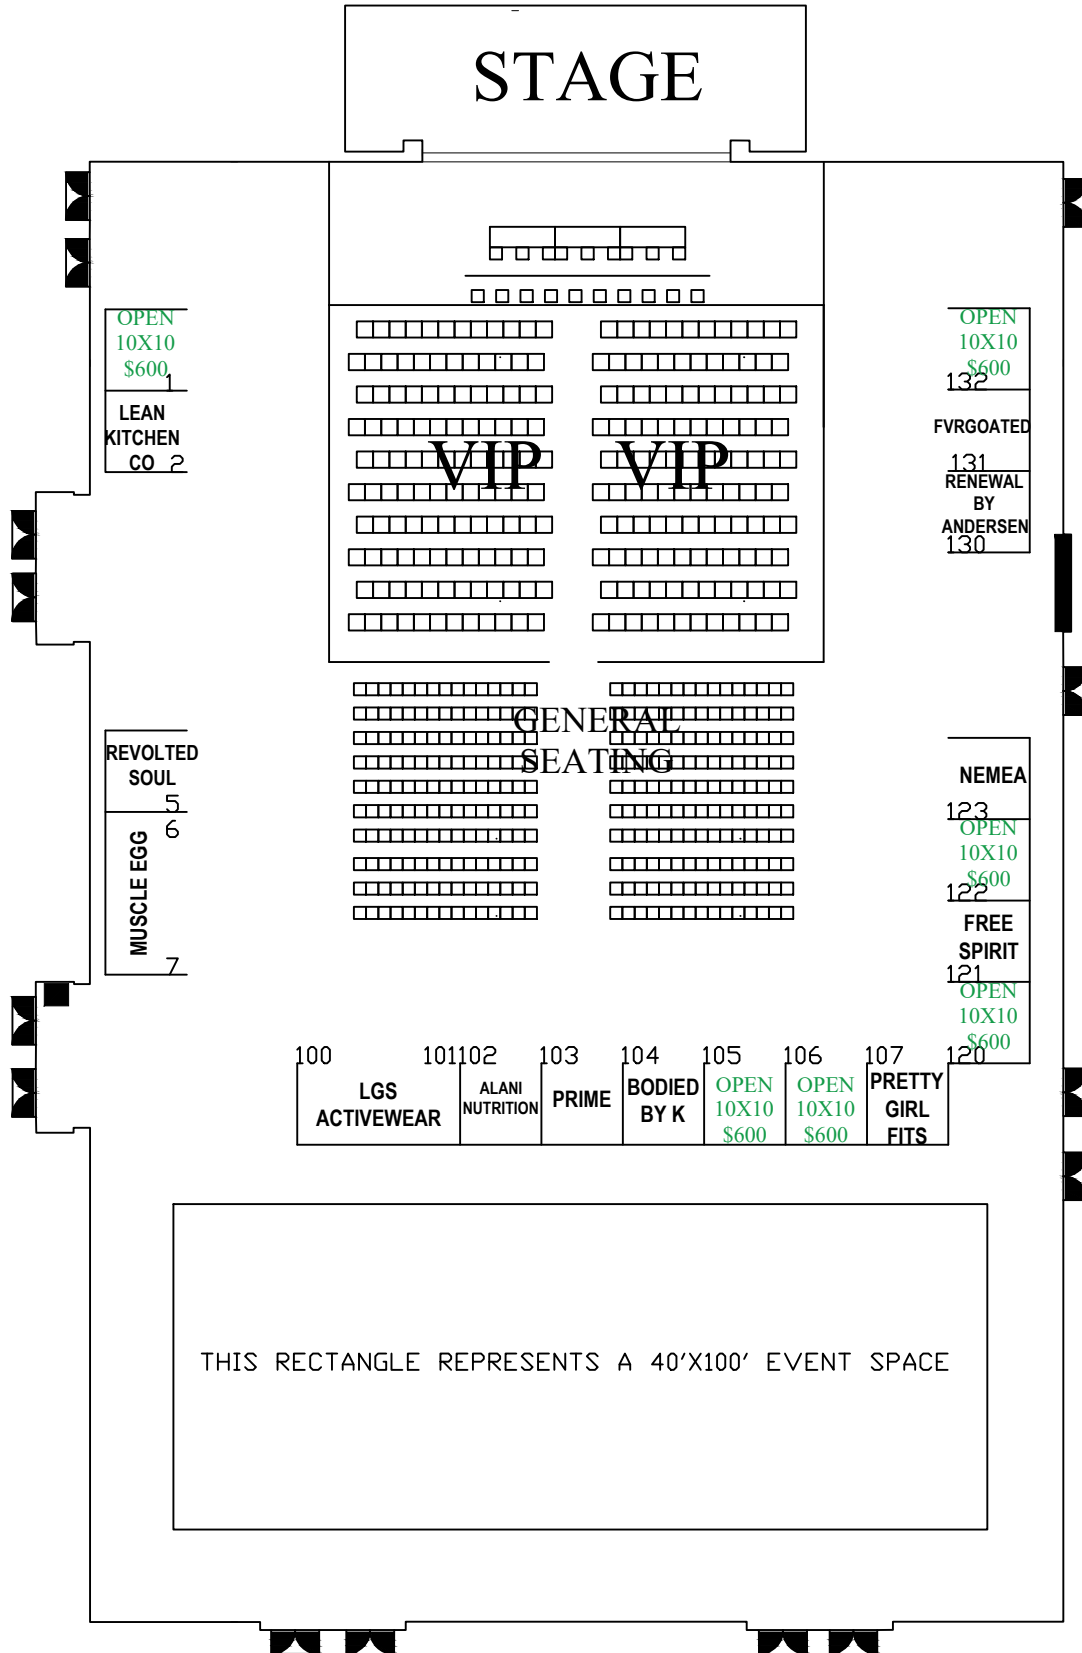 STAGE
OPEN
10X10
$600
1
LEAN
KITCHEN
CO 2
OPEN
10X10
$600
132
FVRGOATED
131
RENEWAL
BY
ANDERSEN
130
VIP VIP
GENERAL
SEATING
REVOLTED
SOUL
5
6
MUSCLE EGG
7
NEMEA
123
OPEN
10X10
$600
122
FREE
SPIRIT
121
OPEN
10X10
$600
120
100 101 102 103 104 105 106 107
LGS
ACTIVEWEAR
ALANI
NUTRITION
PRIME
BODIED
BY K
OPEN
10X10
$600
OPEN
10X10
$600
PRETTY
GIRL
FITS
THIS RECTANGLE REPRESENTS A 40'X100' EVENT SPACE